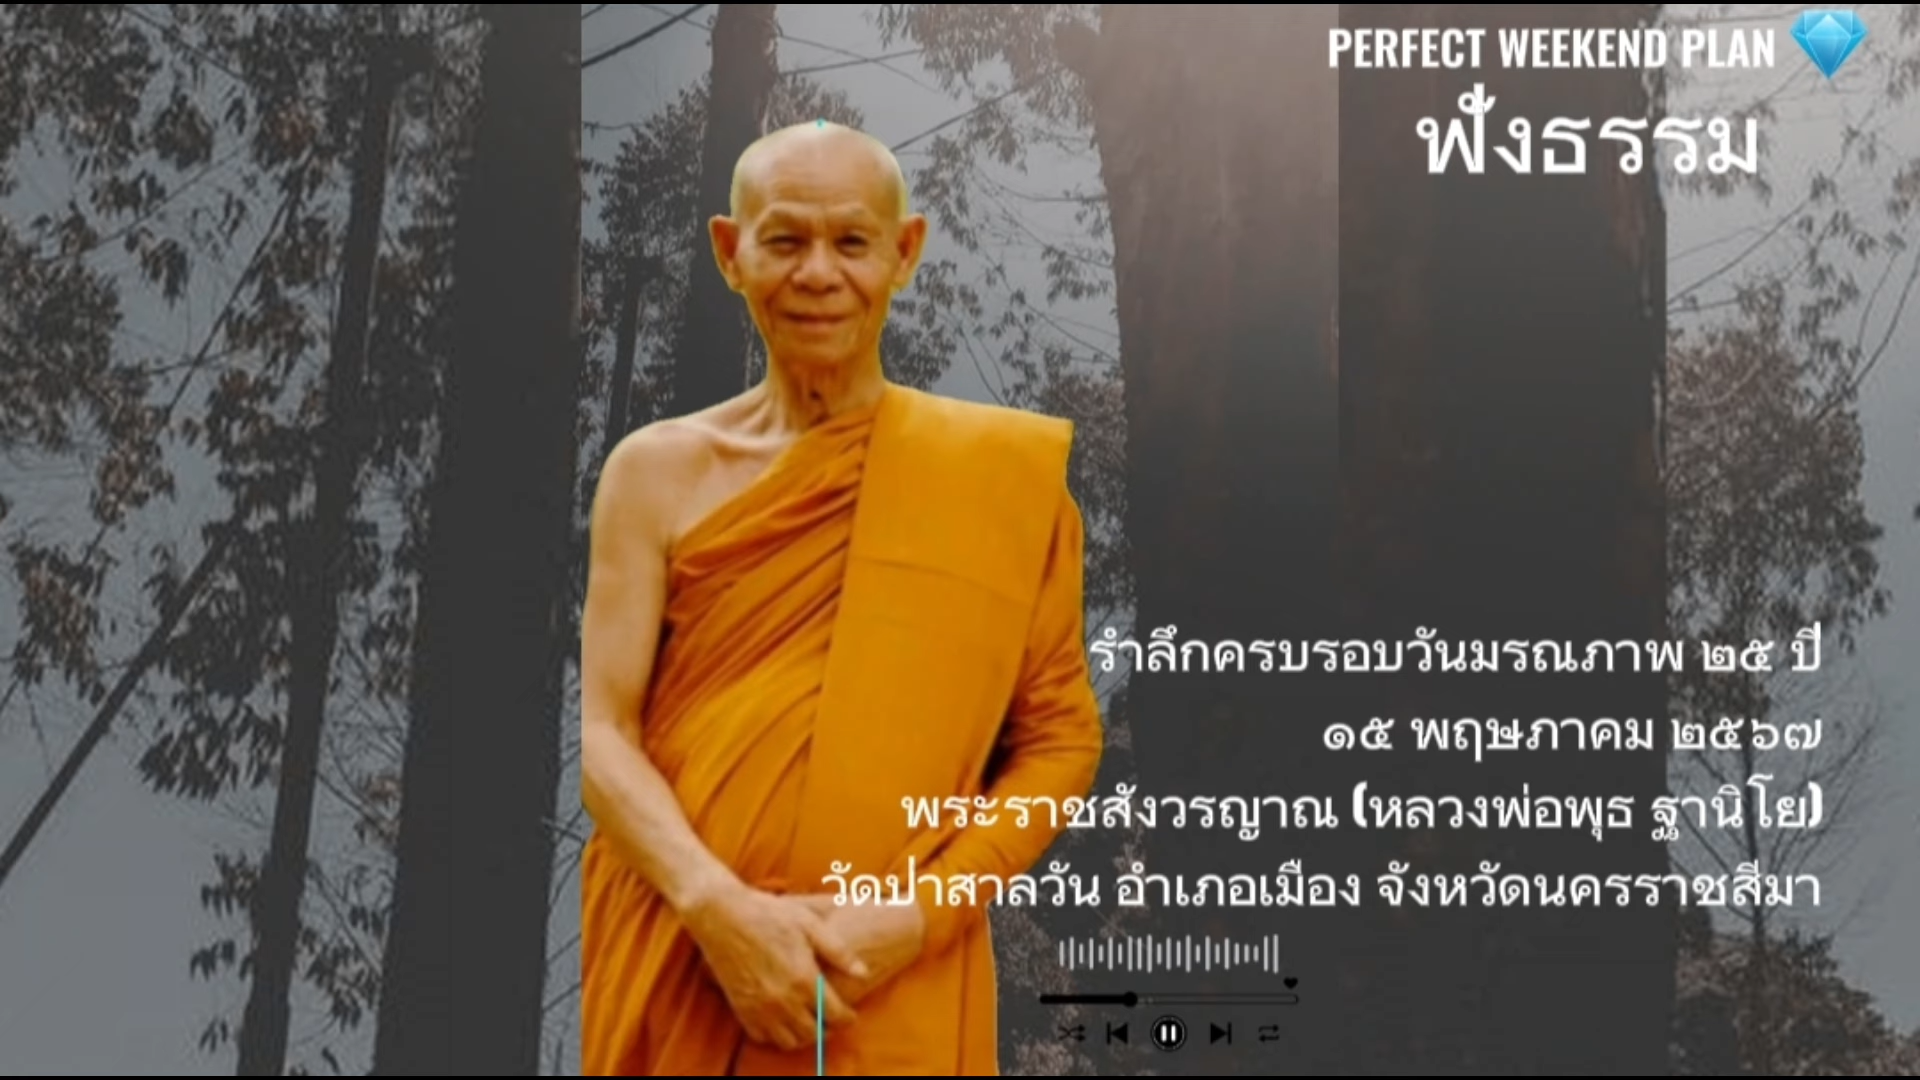 PERFECT WEEKEND PLAN
ฟังธรรม
รำลึกครบรอบวันมรณภาพ ๒๕ ปี
๑๕ พฤษภาคม ๒๕๖๗
พระราชสังวรญาณ (หลวงพ่อพุธ ฐานิโย)
วัดป่าสาลวัน อำเภอเมือง จังหวัดนครราชสีมา